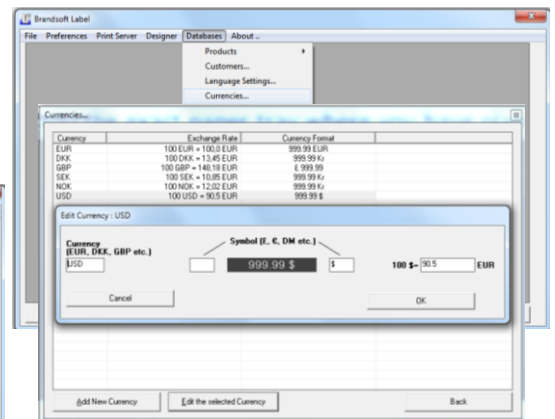 Brandsoft Label
File Preferences Print Server Designer Databases About ..
Products
Customers...
Language Settings...
Currencies...
Currencies...
Currency Exchange Rate Currency Format
EUR 100 EUR = 100,0 EUR 999.99 EUR
DKK 100 DKK = 13,45 EUR 999.99 Kr
GBP 100 GBP = 148,18 EUR £ 999.99
SEK 100 SEK = 10,85 EUR 999.99 Kr
NOK 100 NOK = 12,02 EUR 999.99 Kr
USD 100 USD = 90,5 EUR 999.99 $
Edit Currency : USD
Currency
(EUR, DKK, GBP etc.)
Symbol (£, €, DM etc.)
USD 999.99 $ $ 100 $= 90.5 EUR
Cancel OK
Add New Currency Edit the selected Currency Back